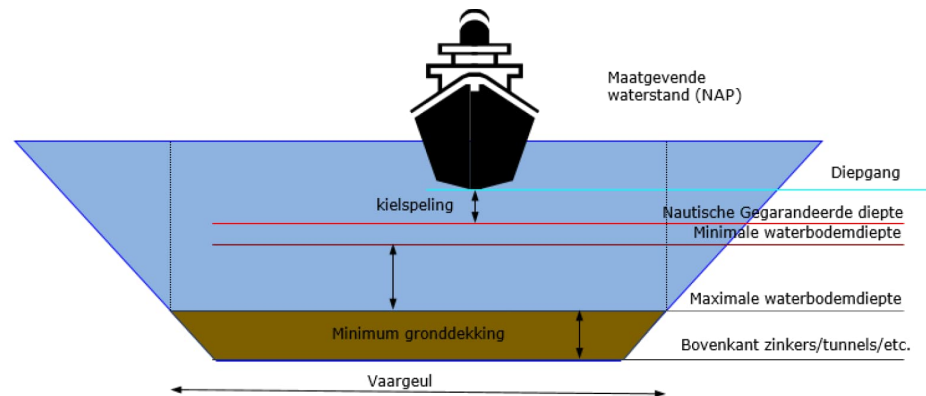 Maatgevende
waterstand (NAP)
Diepgang
kielspeling
Nautische Gegarandeerde diepte
Minimale waterbodemdiepte
Maximale waterbodemdiepte
Minimum gronddekking
Bovenkant zinkers/tunnels/etc.
Vaargeul